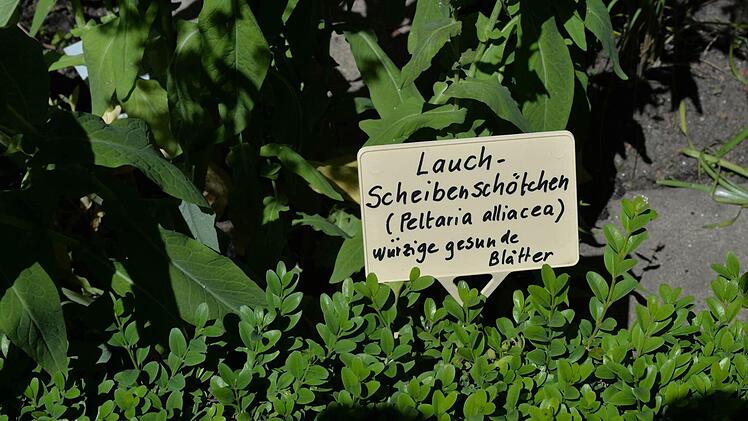 Lauch-
Scheibenschötchen
(Peltaria alliacea)
würzige gesunde
Blätter